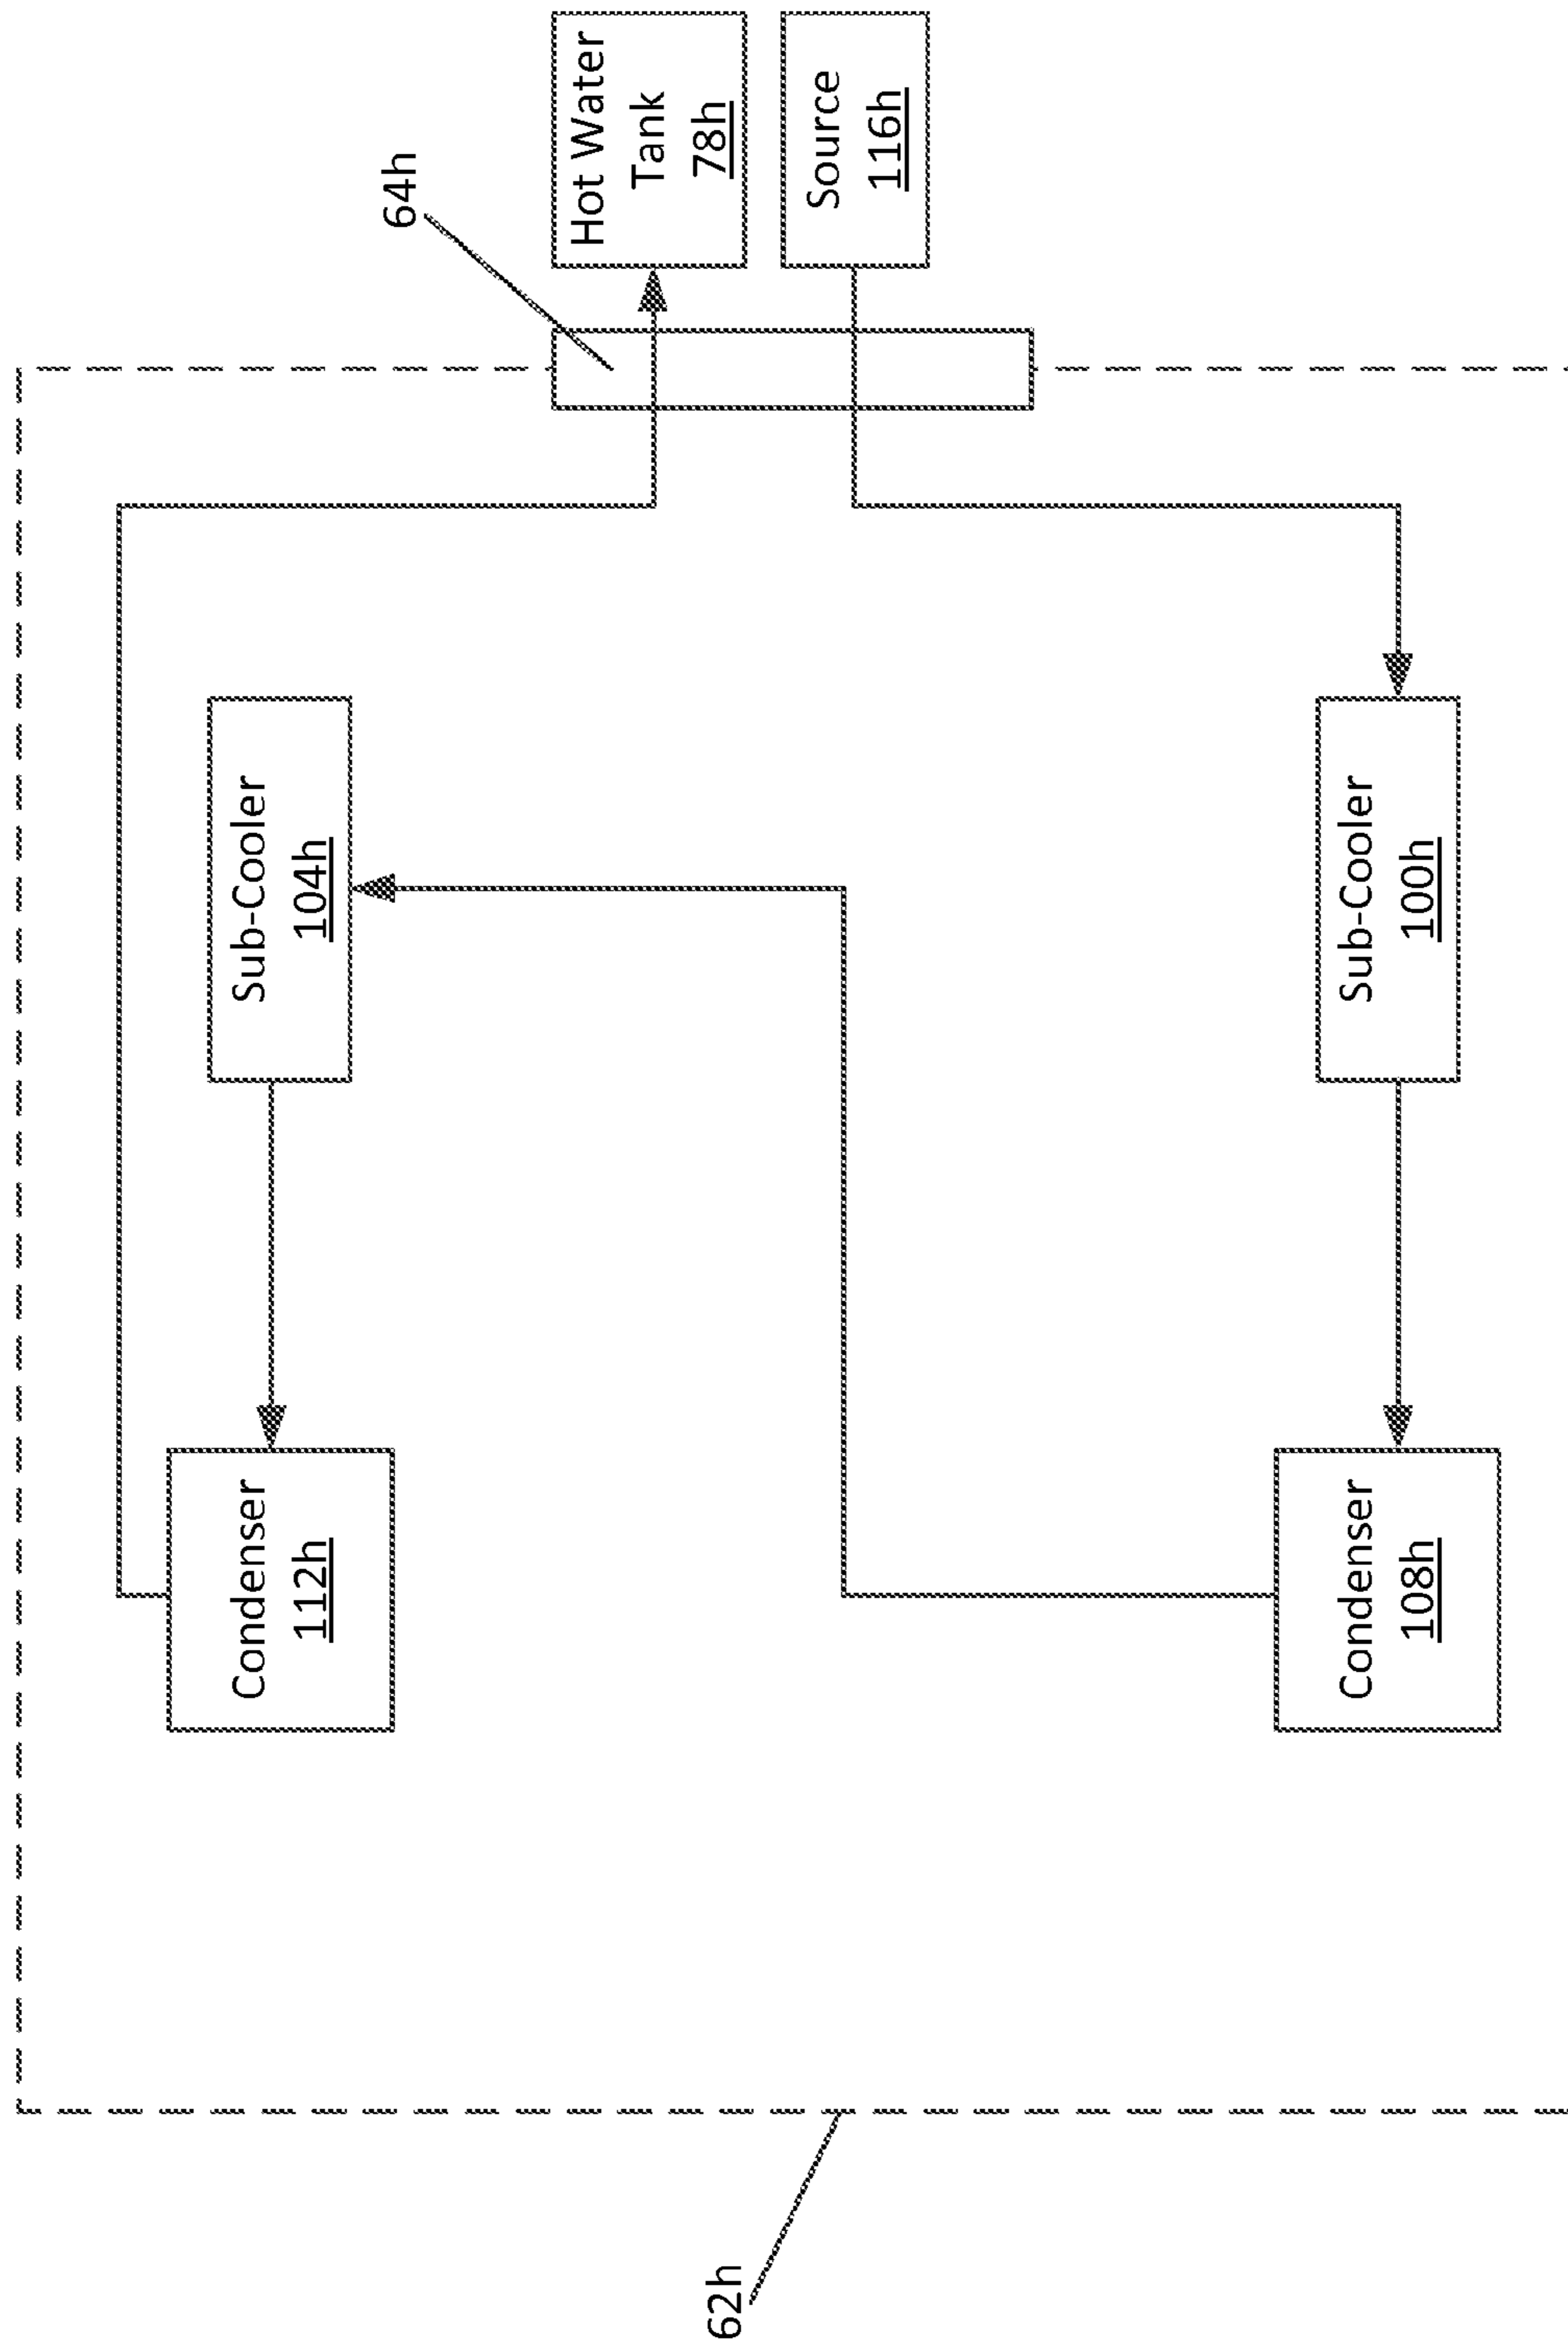 Condenser
112h
Sub-Cooler
104h
64h
Hot Water
Tank
78h
62h
Source
116h
Condenser
108h
Sub-Cooler
100h